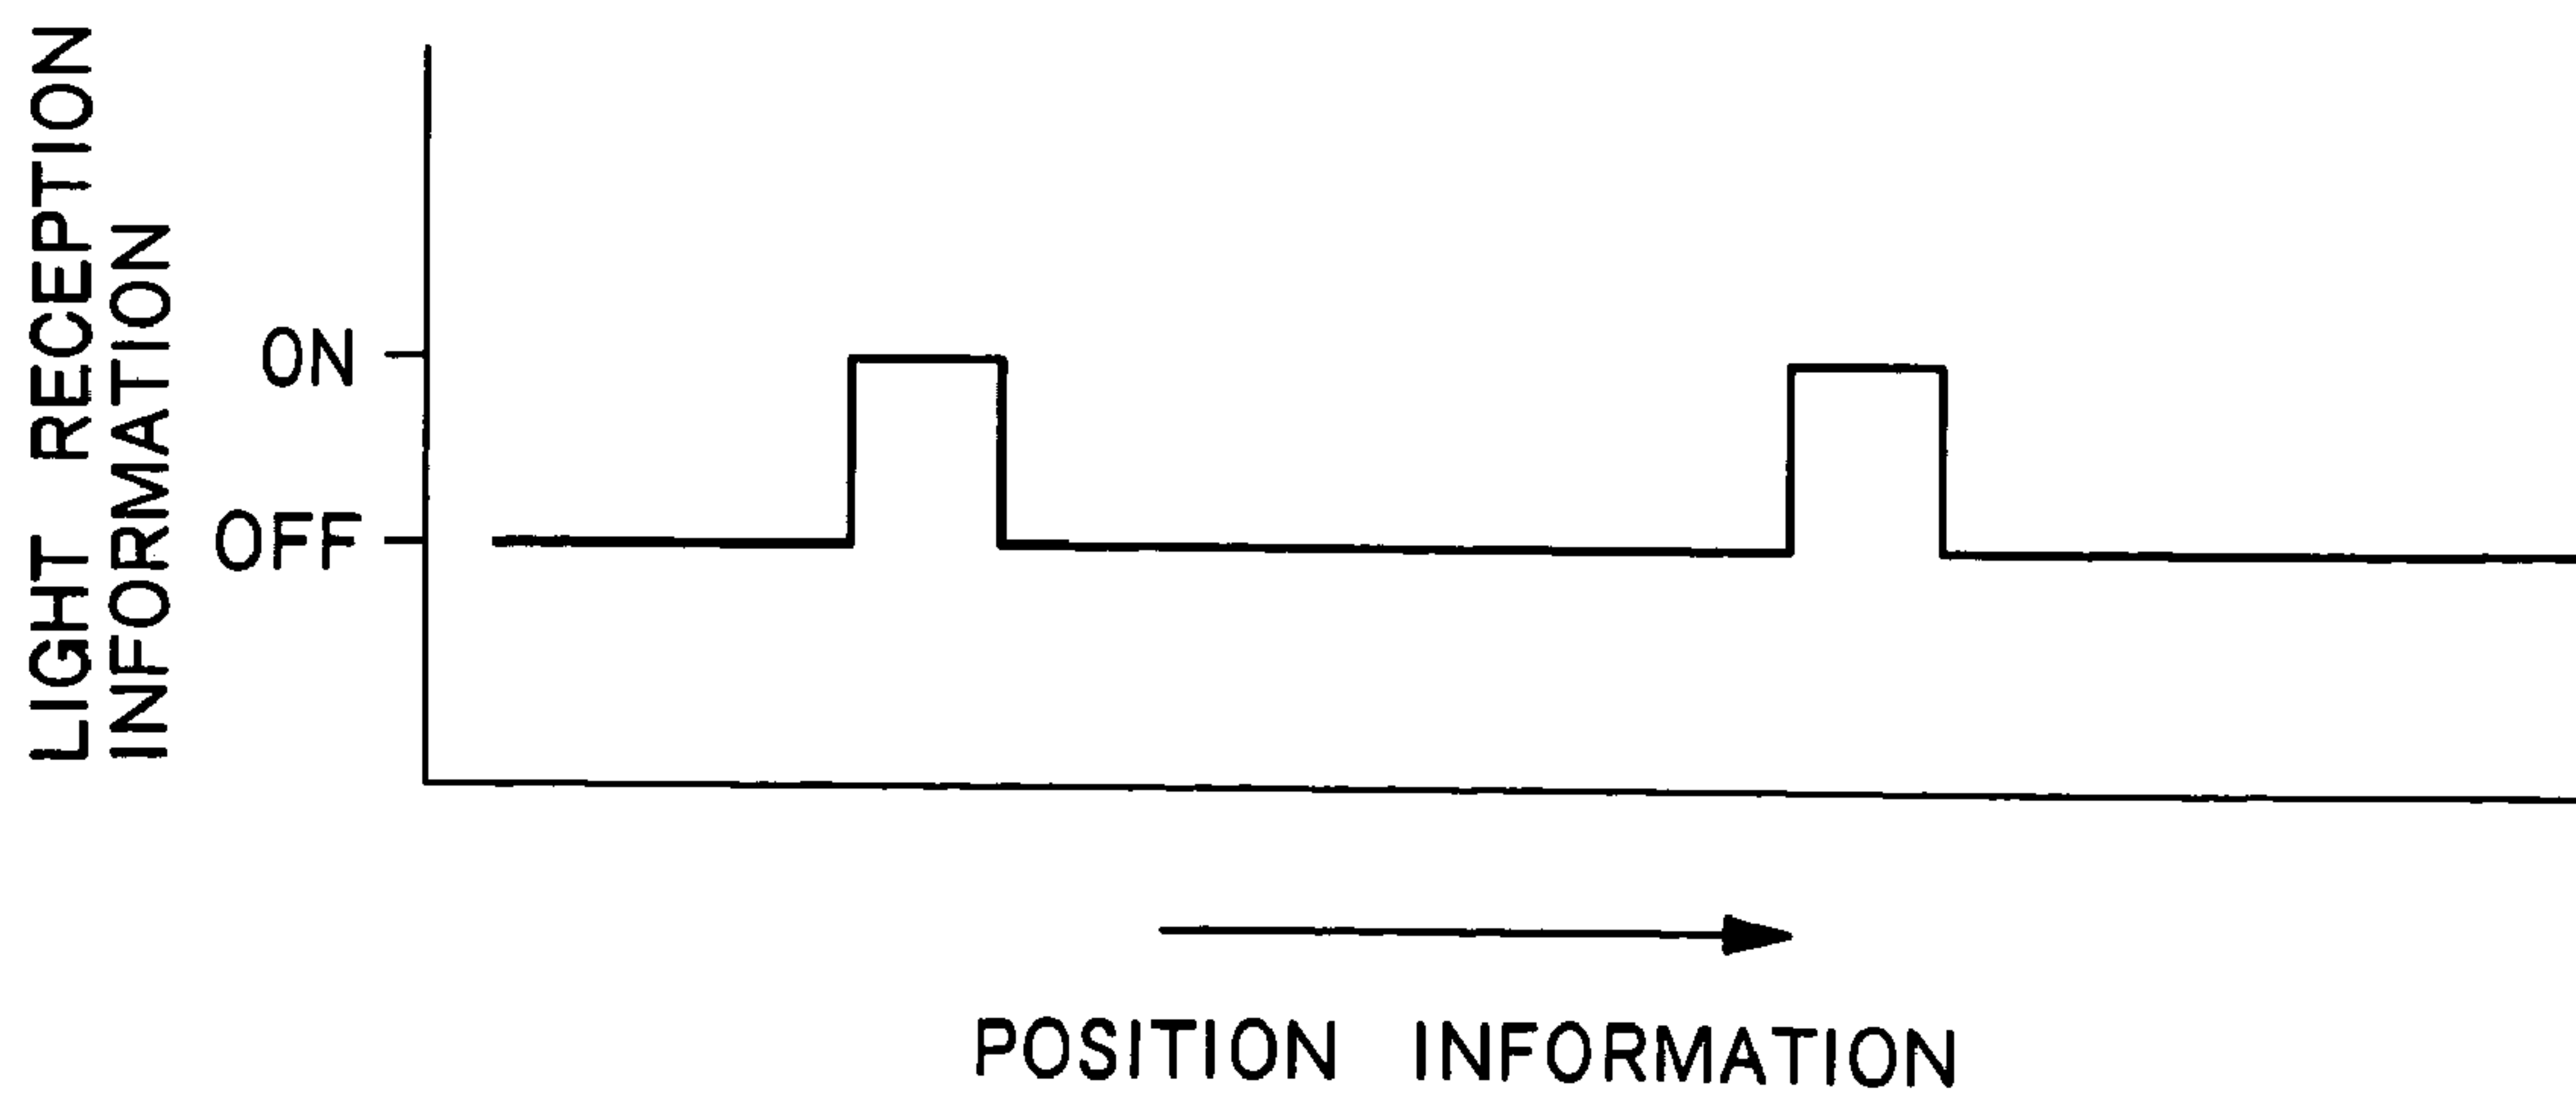 LIGHT RECEPTION
INFORMATION
ON
OFF
POSITION INFORMATION